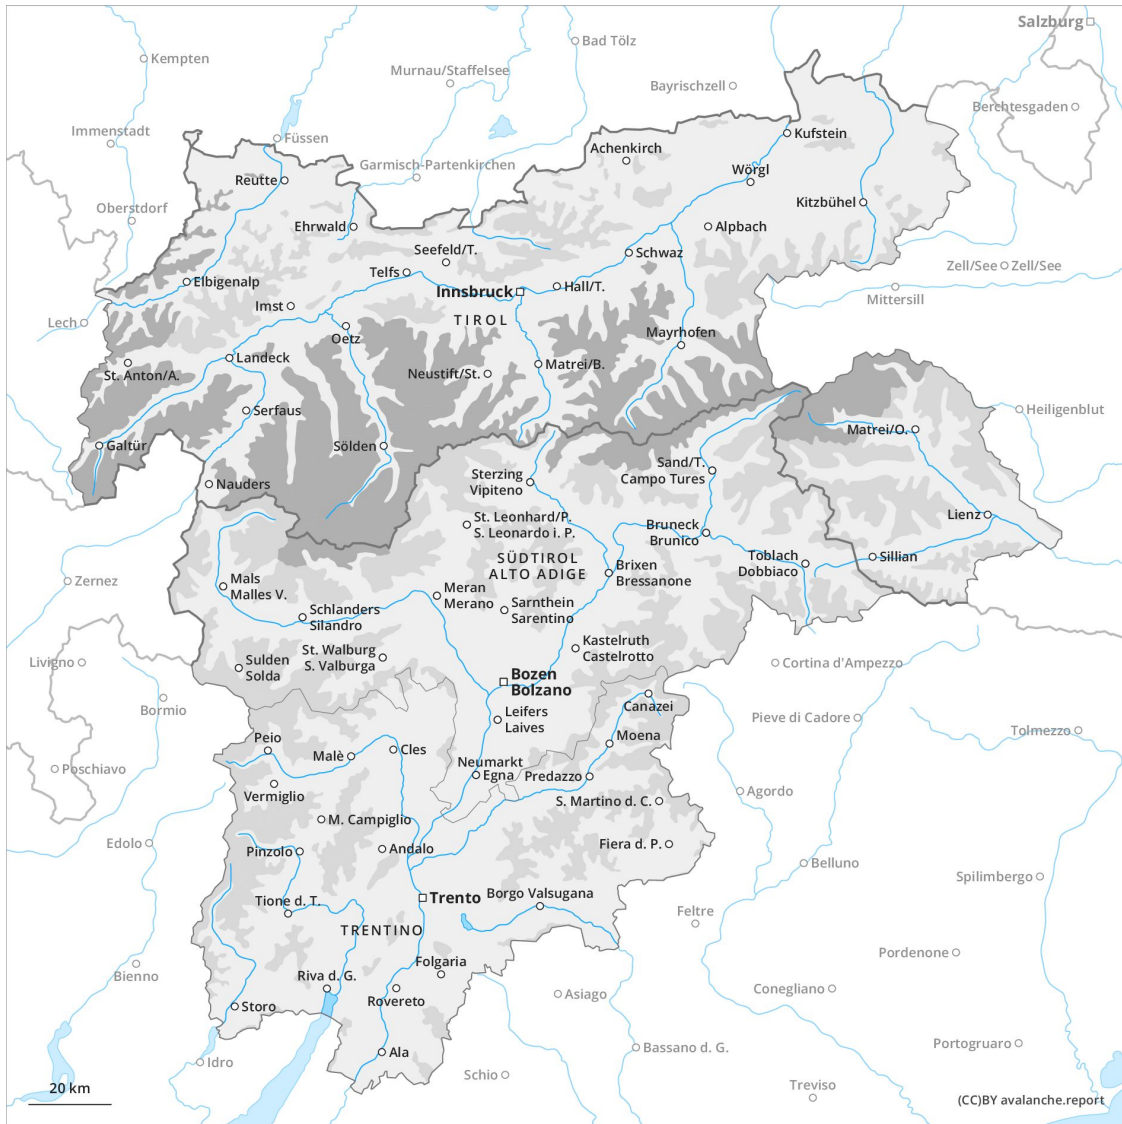 Salzburg
Bad Tölz
Kempten
Murnau/Staffelsee
Bayrischzell
Berchtesgaden
Immenstadt
Füssen
Kufstein
Achenkirch
Garmisch-Partenkirchen
Wörgl
Reutte
Kitzbühel
Oberstdorf
Ehrwald
Alpbach
Seefeld/T.
Schwaz
Zell/See
Zell/See
Telfs
Elbigenalp
Hall/T.
Innsbruck
Mittersill
Imst
TIROL
Lech
Oetz
Mayrhofen
Landeck
Matrei/B.
St. Anton/A.
Neustift/St.
Serfaus
Heiligenblut
Matrei/O.
Galtür
Sölden
Sand/T.
Campo Tures
Sterzing
Vipiteno
Nauders
St. Leonhard/P.
S. Leonardo i. P.
Lienz
Bruneck
Brunico
SÜDTIROL
ALTO ADIGE
Toblach
Dobbiaco
Sillian
Brixen
Bressanone
Zernez
Mals
Malles V.
Meran
Merano
Sarnthein
Sarentino
Schlanders
Silandro
Kastelruth
Castelrotto
St. Walburg
S. Valburga
Livigno
Sulden
Solda
Cortina d'Ampezzo
Bozen
Bolzano
Bormio
Canazei
Leifers
Laives
Pieve di Cadore
Tolmezzo
Peio
Malè
Cles
Moena
Poschiavo
Neumarkt
Egna
Predazzo
Vermiglio
Agordo
S. Martino d. C.
M. Campiglio
Edolo
Pinzolo
Andalo
Fiera d. P.
Belluno
Spilimbergo
Tione d. T.
Trento
Borgo Valsugana
Feltre
TRENTINO
Pordenone
Bienno
Folgaria
Riva d. G.
Rovereto
Asiago
Conegliano
Storo
Ala
Idro
Bassano d. G.
Portogruaro
Schio
Treviso
20 km
(CC)BY avalanche.report